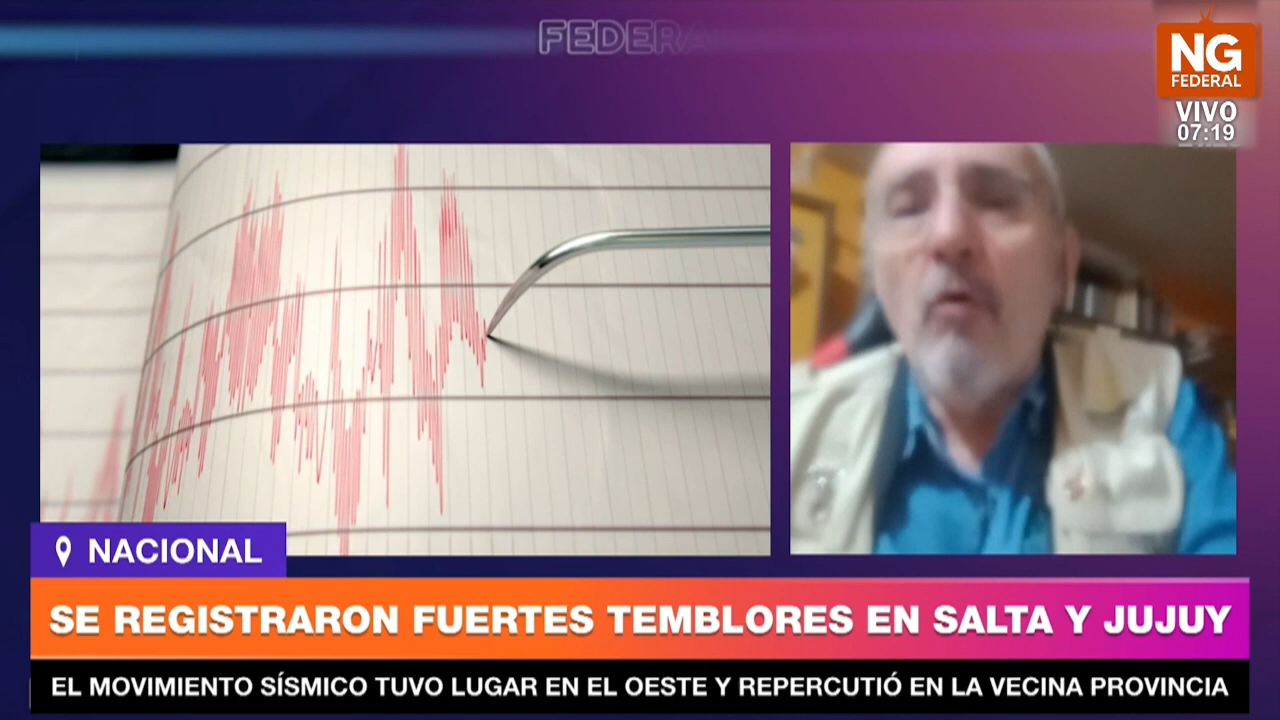 FEDERA
NG
FEDERAL
VIVO
07:19
NACIONAL
SE REGISTRARON FUERTES TEMBLORES EN SALTA Y JUJUY
EL MOVIMIENTO SÍSMICO TUVO LUGAR EN EL OESTE Y REPERCUTIÓ EN LA VECINA PROVINCIA